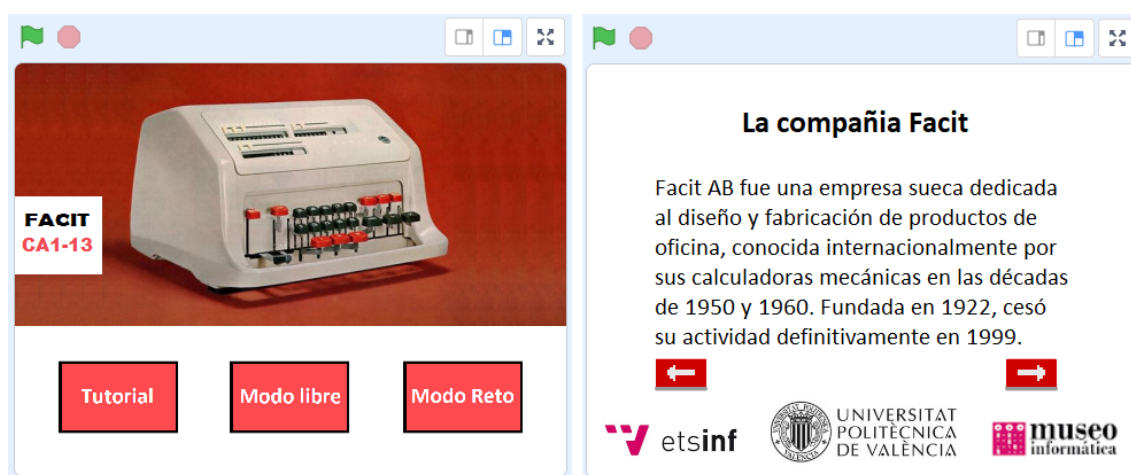 FACIT
CA1-13
Tutorial
Modo libre
Modo Reto
La compañia Facit
Facit AB fue una empresa sueca dedicada
al diseño y fabricación de productos de
oficina, conocida internacionalmente por
sus calculadoras mecánicas en las décadas
de 1950 y 1960. Fundada en 1922, cesó
su actividad definitivamente en 1999.
etsinf
UNIVERSITAT
POLITÈCNICA
DE VALÈNCIA
museo
informática